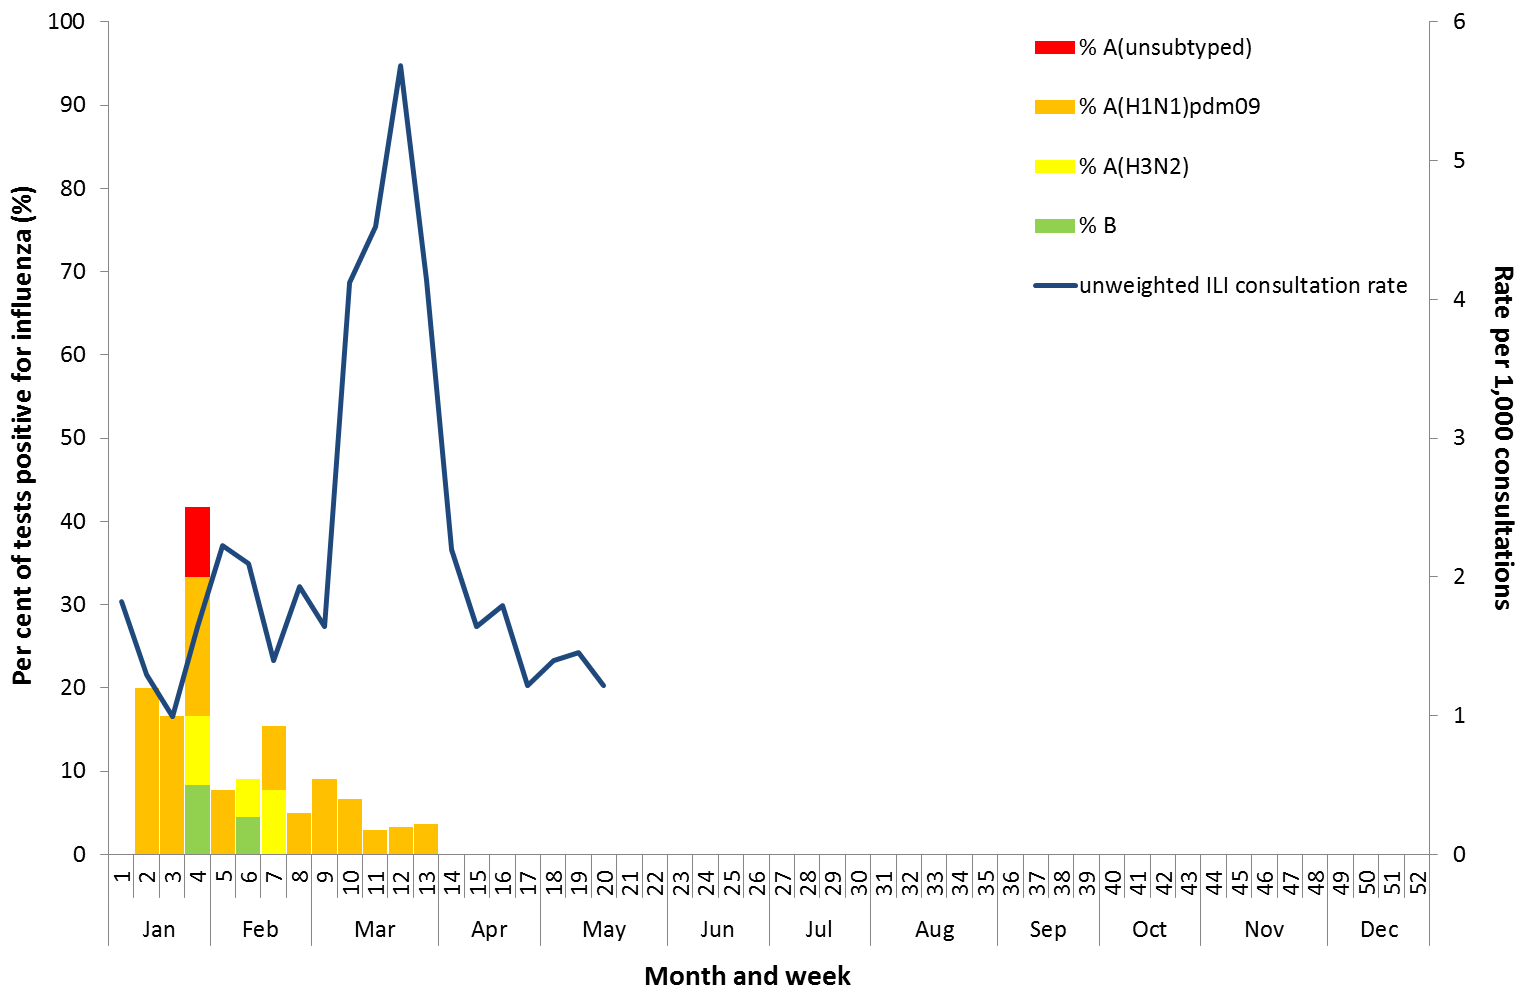 100
90
80
70
60
50
40
30
20
10
0
Per cent of tests positive for influenza (%)
% A(unsubtyped)
% A(H1N1)pdm09
% A(H3N2)
% B
unweighted ILI consultation rate
6
5
4
3
2
1
0
Rate per 1,000 consultations
1 2 3 4 5 6 7 8 9 10 11 12 13 14 15 16 17 18 19 20 21 22 23 24 25 26 27 28 29 30 31 32 33 34 35 36 37 38 39 40 41 42 43 44 45 46 47 48 49 50 51 52
Jan Feb Mar Apr May Jun Jul Aug Sep Oct Nov Dec
Month and week